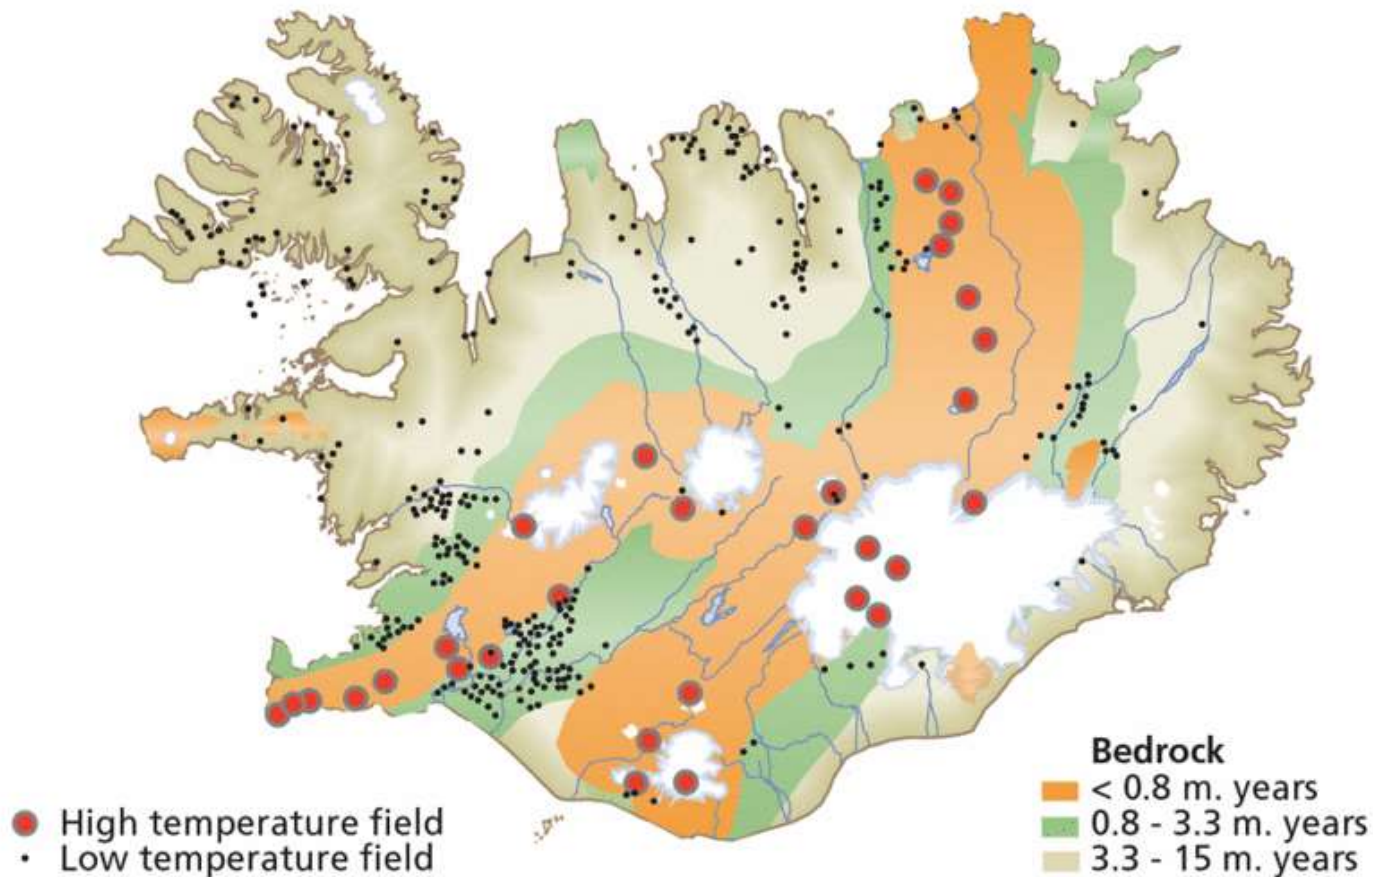 High temperature field
Low temperature field
Bedrock
< 0.8 m. years
0.8 - 3.3 m. years
3.3 - 15 m. years